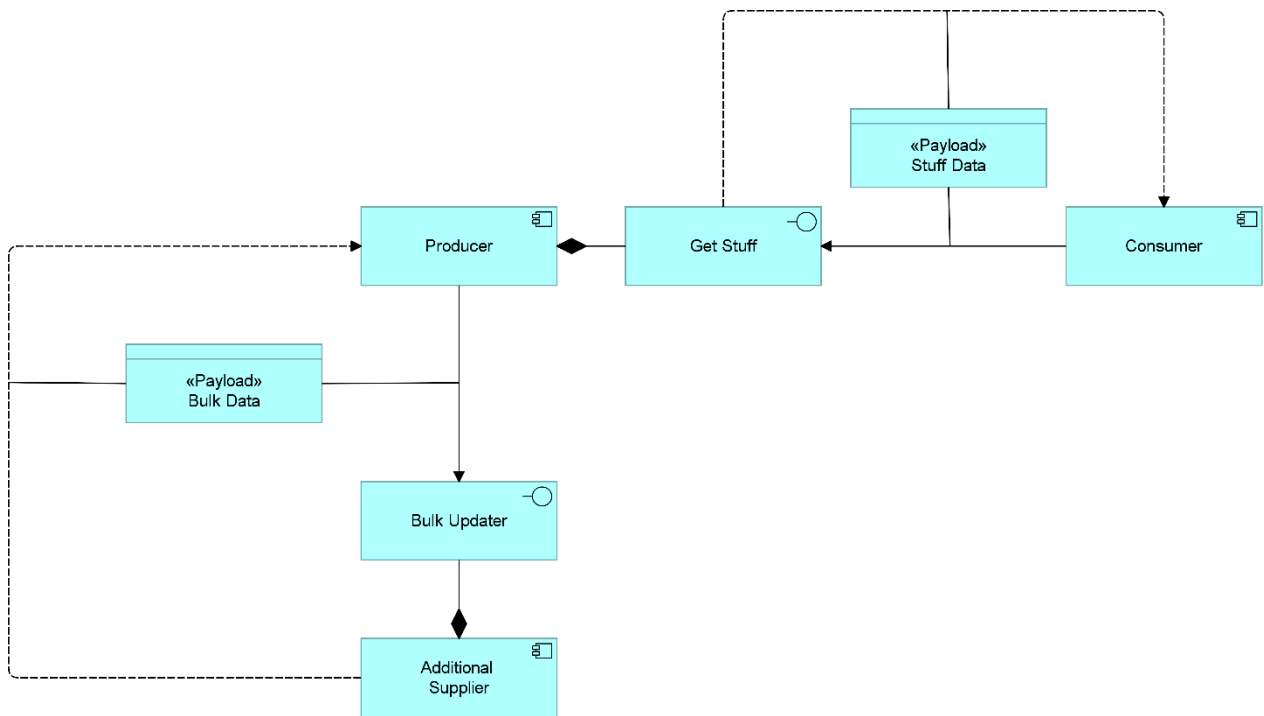 «Payload»
Stuff Data
Producer
Get Stuff
Consumer
«Payload»
Bulk Data
Bulk Updater
Additional
Supplier